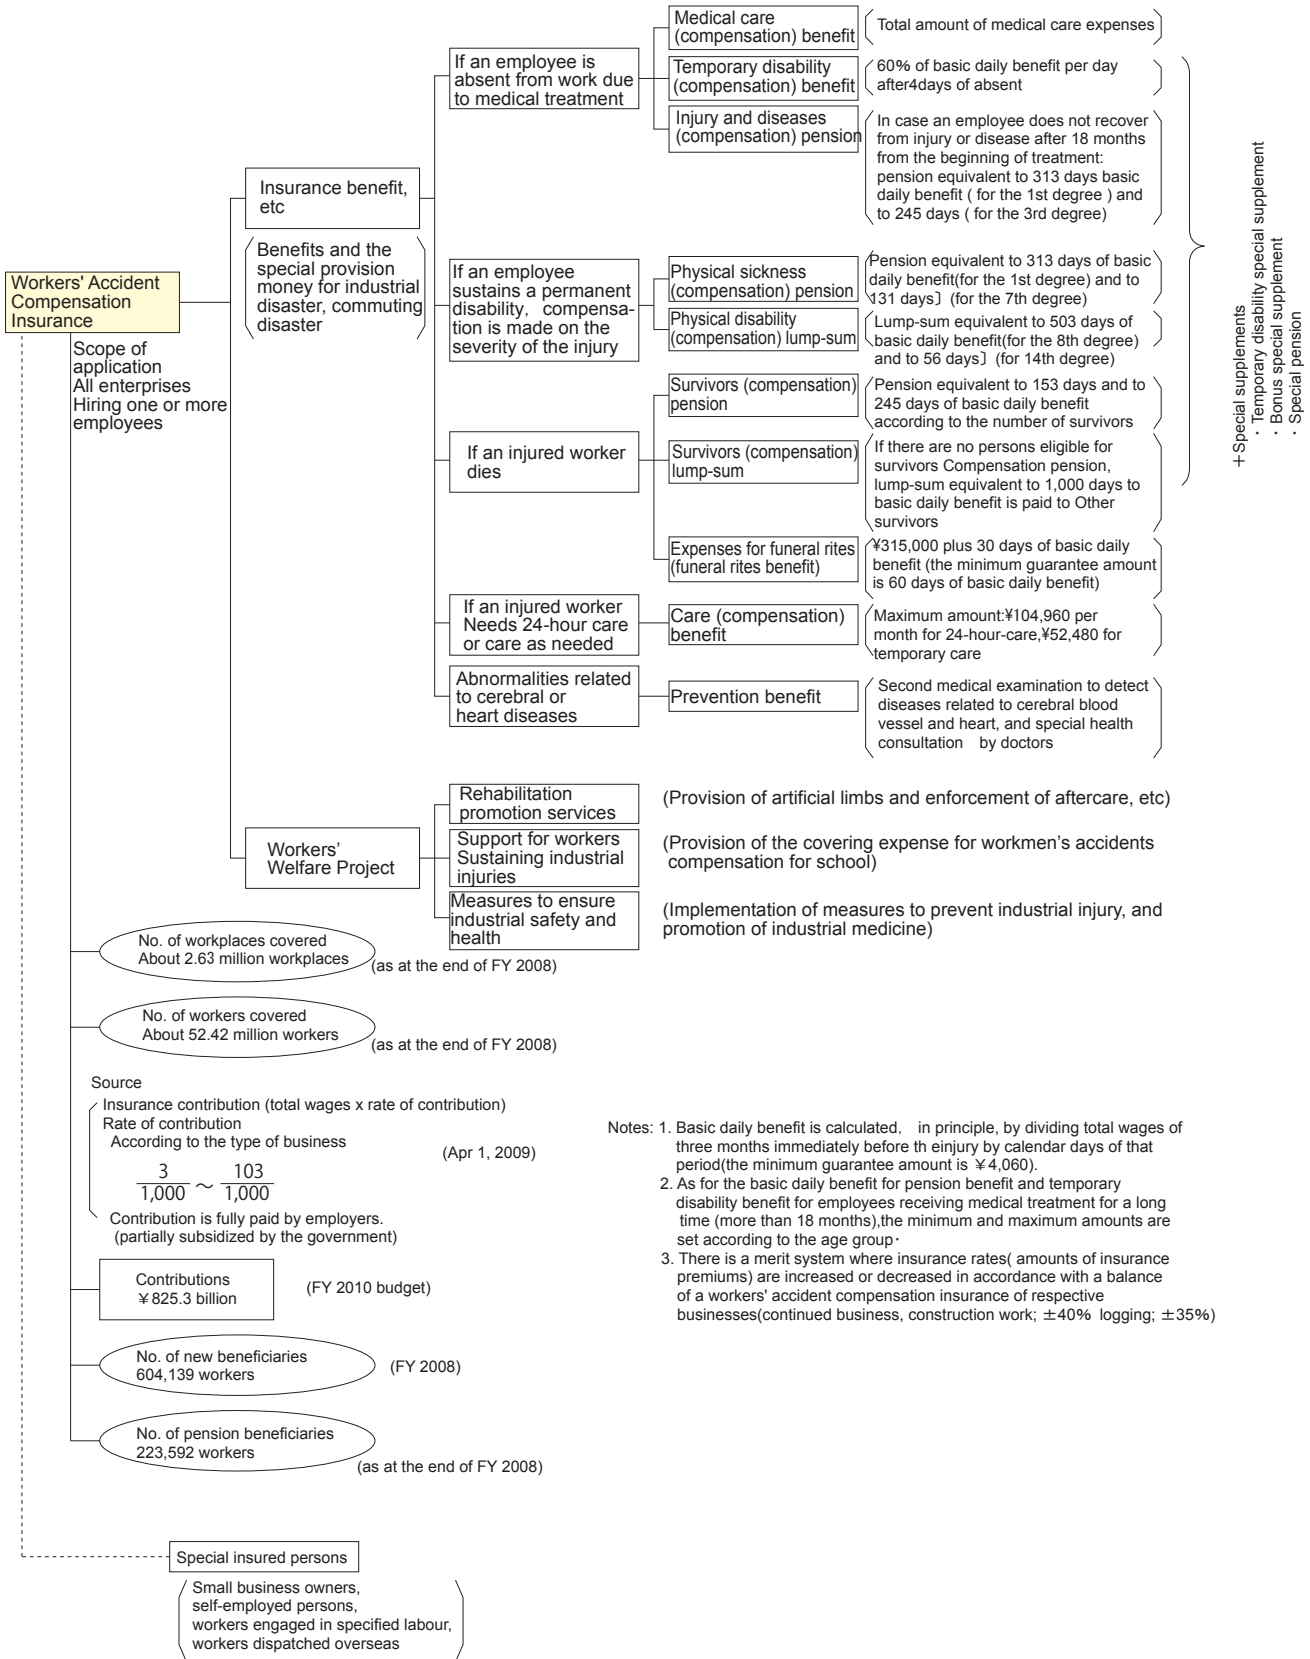 Workers' Accident
Compensation
Insurance
Scope of
application
All enterprises
Hiring one or more
employees
Insurance benefit,
etc
Benefits and the
special provision
money for industrial
disaster, commuting
disaster
If an employee is
absent from work due
to medical treatment
Medical care
(compensation) benefit
Total amount of medical care expenses
Temporary disability
(compensation) benefit
60% of basic daily benefit per day
after4days of absent
Injury and diseases
(compensation) pension
In case an employee does not recover
from injury or disease after 18 months
from the beginning of treatment:
pension equivalent to 313 days basic
daily benefit ( for the 1st degree ) and
to 245 days ( for the 3rd degree)
If an employee
sustains a permanent
disability, compensa-
tion is made on the
severity of the injury
Physical sickness
(compensation) pension
Pension equivalent to 313 days of basic
daily benefit(for the 1st degree) and to
131 days〕 (for the 7th degree)
Physical disability
(compensation) lump-sum
Lump-sum equivalent to 503 days of
basic daily benefit(for the 8th degree)
and to 56 days〕 (for 14th degree)
If an injured worker
dies
Survivors (compensation)
pension
Pension equivalent to 153 days and to
245 days of basic daily benefit
according to the number of survivors
Survivors (compensation)
lump-sum
If there are no persons eligible for
survivors Compensation pension,
lump-sum equivalent to 1,000 days to
basic daily benefit is paid to Other
survivors
Expenses for funeral rites
(funeral rites benefit)
¥315,000 plus 30 days of basic daily
benefit (the minimum guarantee amount
is 60 days of basic daily benefit)
If an injured worker
Needs 24-hour care
or care as needed
Care (compensation)
benefit
Maximum amount:¥104,960 per
month for 24-hour-care,¥52,480 for
temporary care
Abnormalities related
to cerebral or
heart diseases
Prevention benefit
Second medical examination to detect
diseases related to cerebral blood
vessel and heart, and special health
consultation by doctors
+Special supplements
・Temporary disability special supplement
・Bonus special supplement
・Special pension
Workers'
Welfare Project
Rehabilitation
promotion services
(Provision of artificial limbs and enforcement of aftercare, etc)
Support for workers
Sustaining industrial
injuries
(Provision of the covering expense for workmen's accidents
compensation for school)
Measures to ensure
industrial safety and
health
(Implementation of measures to prevent industrial injury, and
promotion of industrial medicine)
No. of workplaces covered
About 2.63 million workplaces
(as at the end of FY 2008)
No. of workers covered
About 52.42 million workers
(as at the end of FY 2008)
Source
Insurance contribution (total wages x rate of contribution)
Rate of contribution
According to the type of business
3/1,000 ～ 103/1,000
(Apr 1, 2009)
Contribution is fully paid by employers.
(partially subsidized by the government)
Contributions
￥825.3 billion
(FY 2010 budget)
No. of new beneficiaries
604,139 workers
(FY 2008)
No. of pension beneficiaries
223,592 workers
(as at the end of FY 2008)
Notes: 1. Basic daily benefit is calculated, in principle, by dividing total wages of
three months immediately before th einjury by calendar days of that
period(the minimum guarantee amount is ￥4,060).
2. As for the basic daily benefit for pension benefit and temporary
disability benefit for employees receiving medical treatment for a long
time (more than 18 months),the minimum and maximum amounts are
set according to the age group・
3. There is a merit system where insurance rates( amounts of insurance
premiums) are increased or decreased in accordance with a balance
of a workers' accident compensation insurance of respective
businesses(continued business, construction work; ±40% logging; ±35%)
Special insured persons
Small business owners,
self-employed persons,
workers engaged in specified labour,
workers dispatched overseas